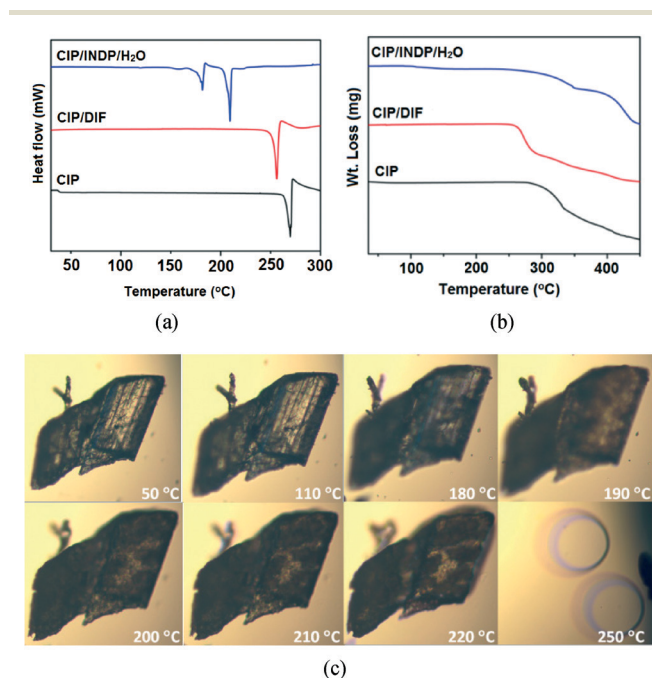 CIP/INDP/H₂O
CIP/DIF
CIP
Heat flow (mW)
50 100 150 200 250 300
Temperature (°C)
(a)
CIP/INDP/H₂O
CIP/DIF
CIP
Wt. Loss (mg)
100 200 300 400
Temperature (°C)
(b)
50 °C
110 °C
180 °C
190 °C
200 °C
210 °C
220 °C
250 °C
(c)